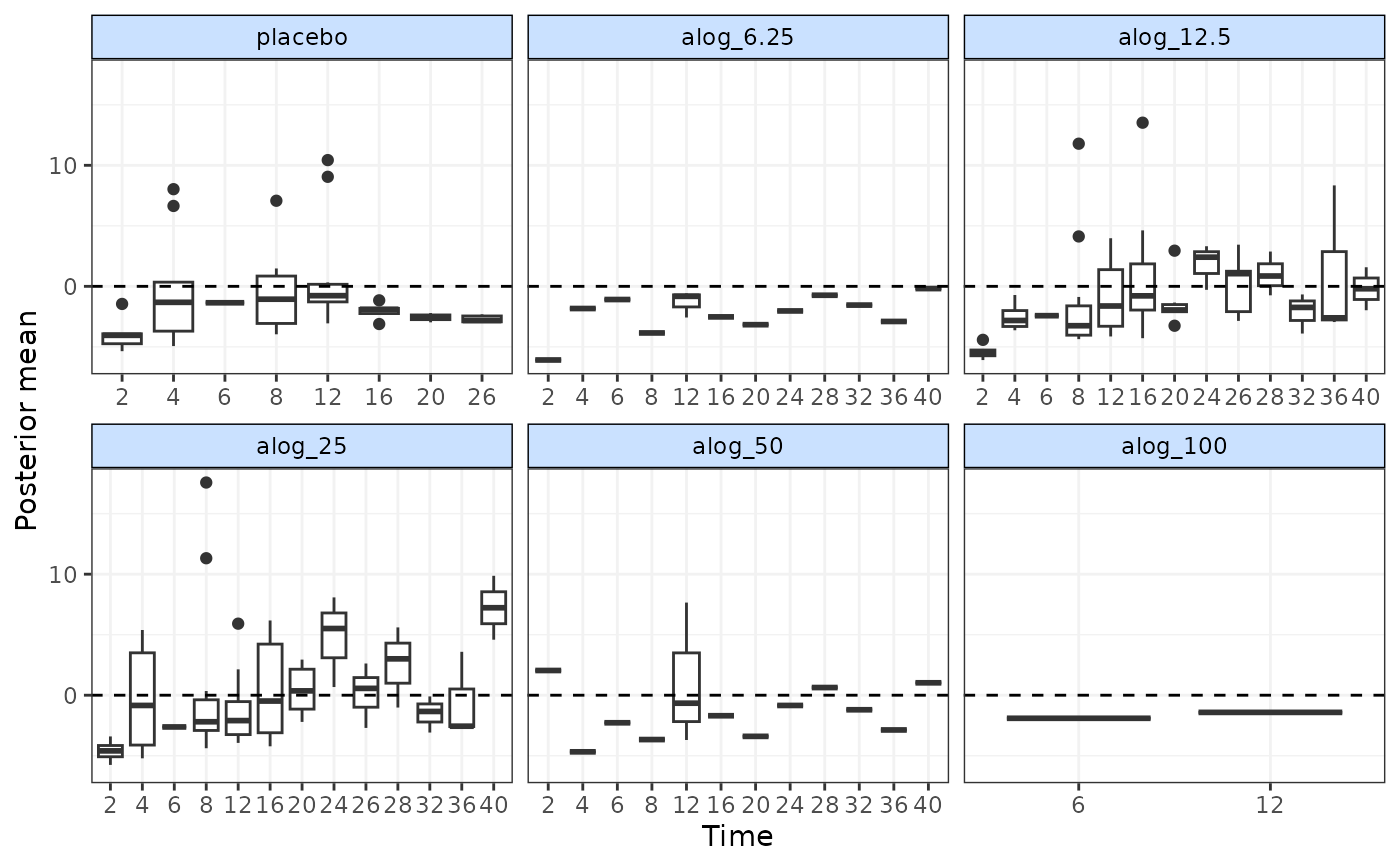 placebo alog_6.25 alog_12.5
10
0
2 4 6 8 12 16 20 26
2 4 6 8 12 16 20 24 28 32 36 40
2 4 6 8 12 16 20 24 26 28 32 36 40
Posterior mean
alog_25 alog_50 alog_100
10
0
2 4 6 8 12 16 20 24 26 28 32 36 40
2 4 6 8 12 16 20 24 28 32 36 40
6 12
Time